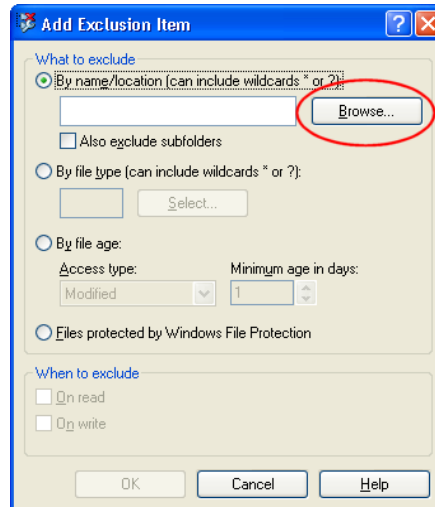 Add Exclusion Item
What to exclude
By name/location (can include wildcards * or ?):
Browse...
Also exclude subfolders
By file type (can include wildcards * or ?):
Select...
By file age:
Access type: Minimum age in days:
Modified 1
Files protected by Windows File Protection
When to exclude
On read
On write
OK Cancel Help